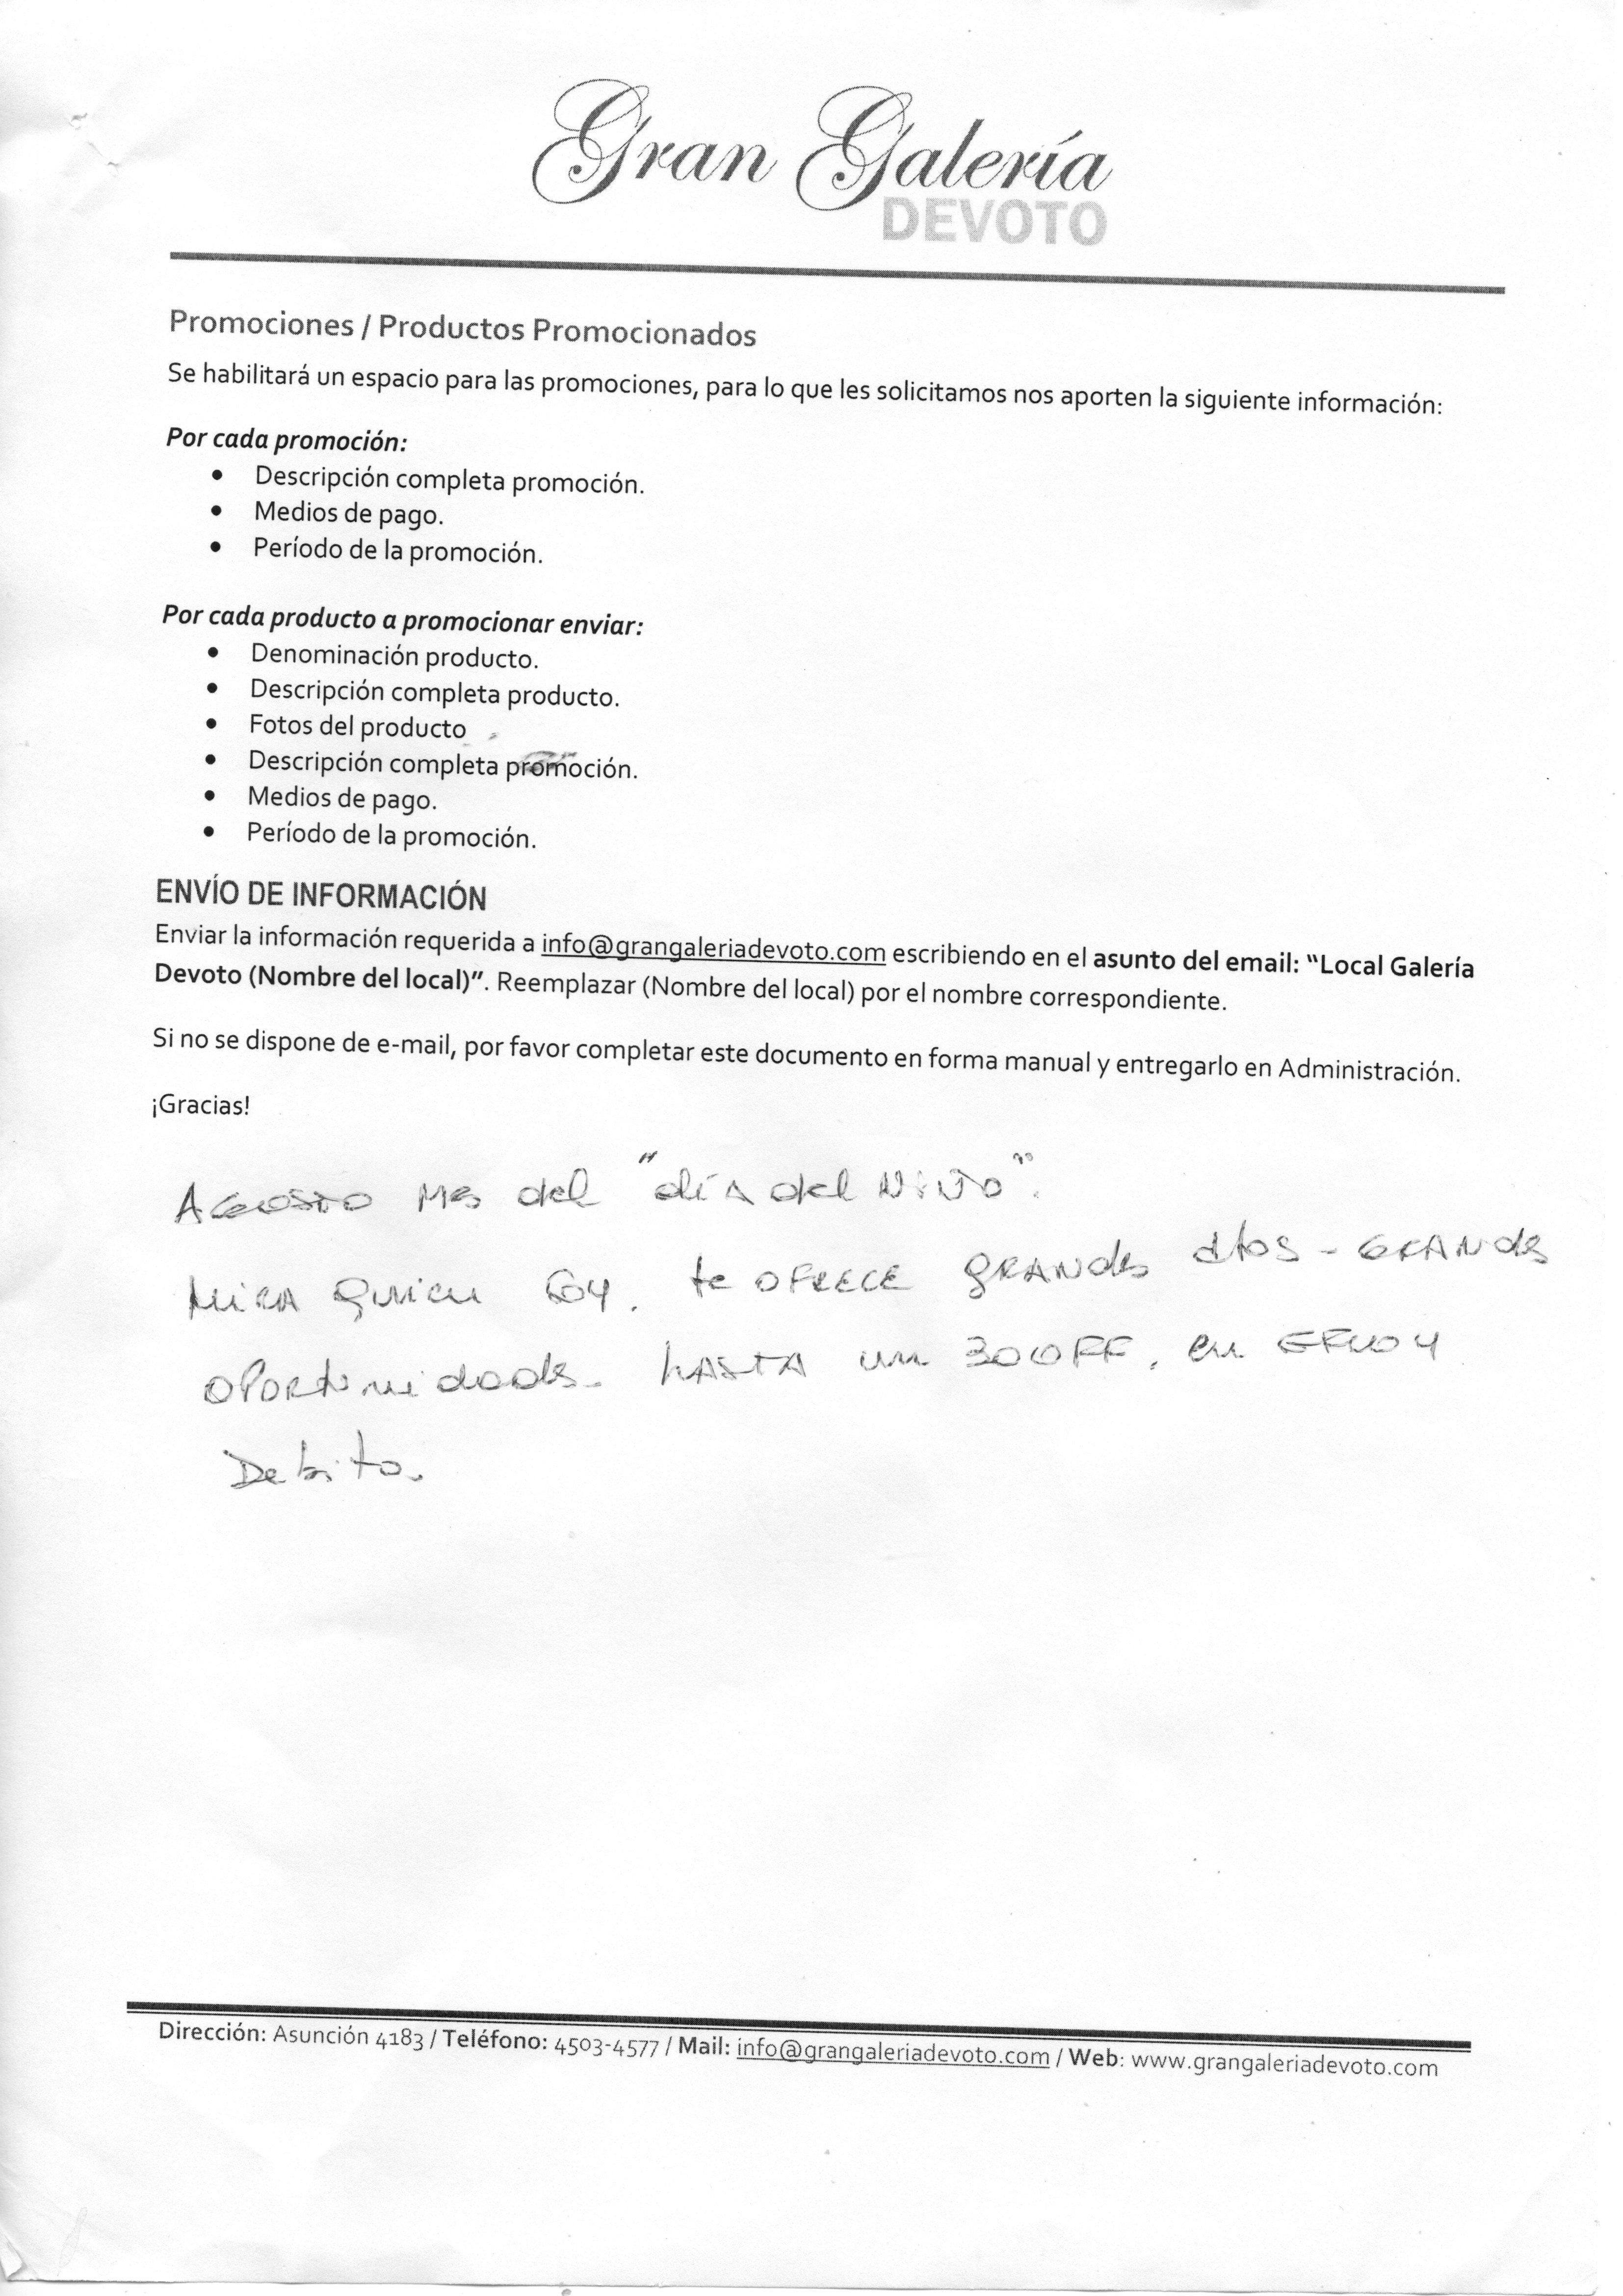 Gran Galería
DEVOTO
Promociones / Productos Promocionados
Se habilitará un espacio para las promociones, para lo que les solicitamos nos aporten la siguiente información:
Por cada promoción:
• Descripción completa promoción.
• Medios de pago.
• Período de la promoción.
Por cada producto a promocionar enviar:
• Denominación producto.
• Descripción completa producto.
• Fotos del producto
• Descripción completa promoción.
• Medios de pago.
• Período de la promoción.
ENVÍO DE INFORMACIÓN
Enviar la información requerida a info@grangaleriadevoto.com escribiendo en el asunto del email: “Local Galería
Devoto (Nombre del local)”. Reemplazar (Nombre del local) por el nombre correspondiente.
Si no se dispone de e-mail, por favor completar este documento en forma manual y entregarlo en Administración.
¡Gracias!
AGOSTO Mes del "día del NiÑo".
MiRA quien soy. te OFRECE GRANdes dtos - GRANdes
OPORtunidades. hASTA un 30 OFF. en EFvo y
Debito.
Dirección: Asunción 4183 / Teléfono: 4503-4577 / Mail: info@grangaleriadevoto.com / Web: www.grangaleriadevoto.com